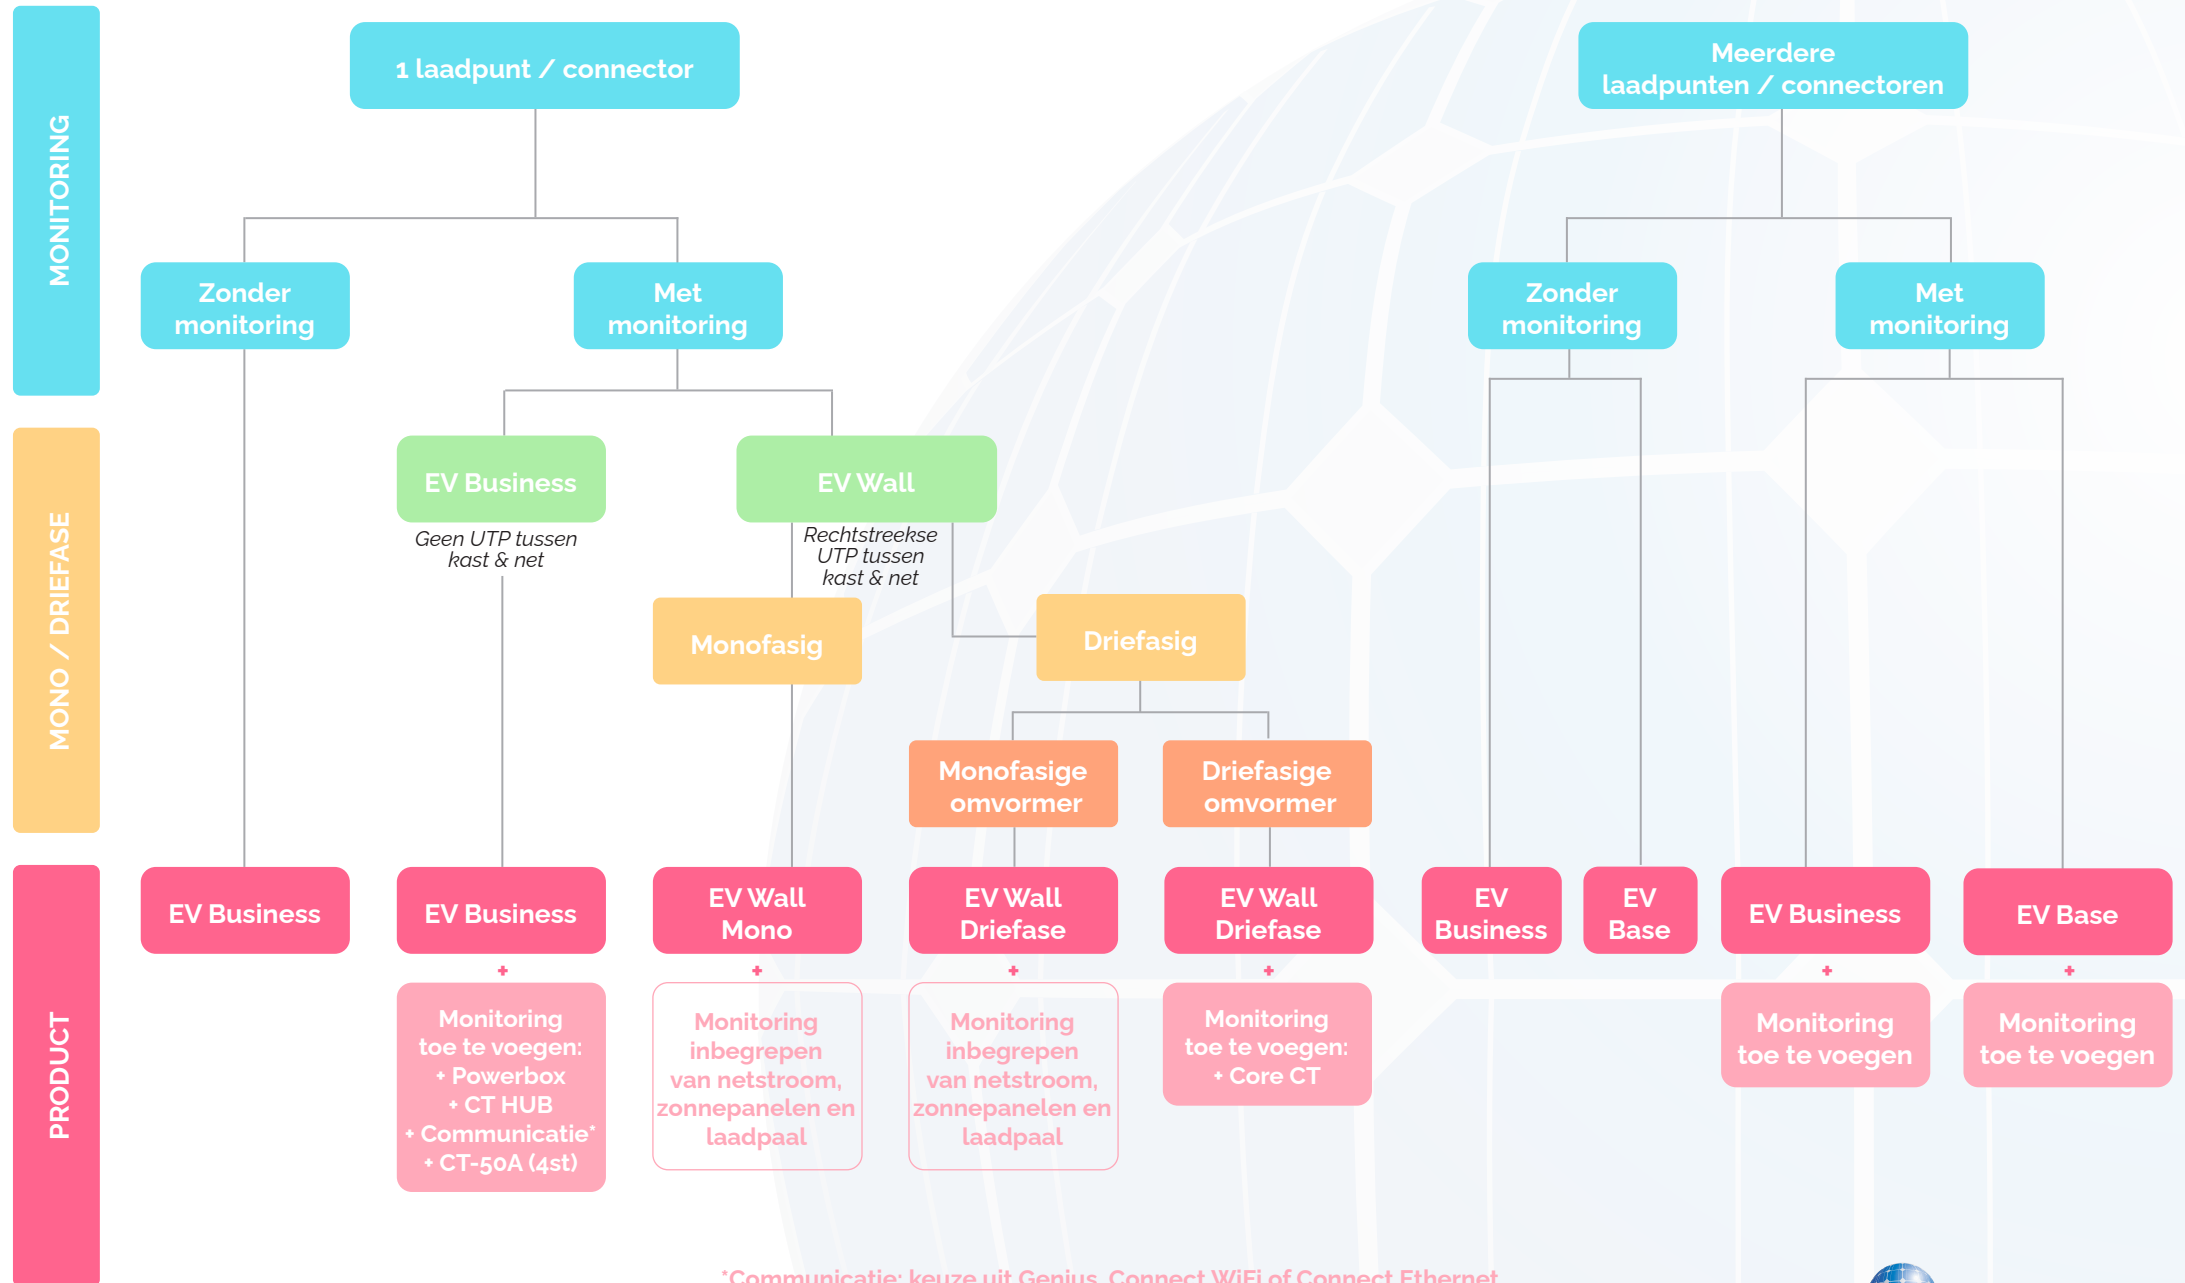 MONITORING
1 laadpunt / connector
Meerdere
laadpunten / connectoren
Zonder
monitoring
Met
monitoring
Zonder
monitoring
Met
monitoring
MONO / DRIEFASE
EV Business
Geen UTP tussen
kast & net
EV Wall
Rechtstreekse
UTP tussen
kast & net
Monofasig
Driefasig
Monofasige
omvormer
Driefasige
omvormer
PRODUCT
EV Business
EV Business
+
Monitoring
toe te voegen:
+ Powerbox
+ CT HUB
+ Communicatie*
+ CT-50A (4st)
EV Wall
Mono
+
Monitoring
inbegrepen
van netstroom,
zonnepanelen en
laadpaal
EV Wall
Driefase
+
Monitoring
inbegrepen
van netstroom,
zonnepanelen en
laadpaal
EV Wall
Driefase
+
Monitoring
toe te voegen:
+ Core CT
EV
Business
EV
Base
EV Business
+
Monitoring
toe te voegen
EV Base
+
Monitoring
toe te voegen
*Communicatie: keuze uit Genius, Connect WiFi of Connect Ethernet